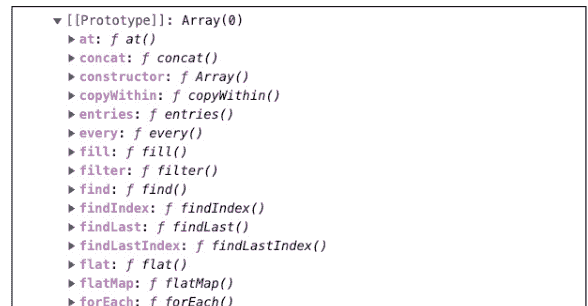 ▼[[Prototype]]: Array(0)
▶at: ƒ at()
▶concat: ƒ concat()
▶constructor: ƒ Array()
▶copyWithin: ƒ copyWithin()
▶entries: ƒ entries()
▶every: ƒ every()
▶fill: ƒ fill()
▶filter: ƒ filter()
▶find: ƒ find()
▶findIndex: ƒ findIndex()
▶findLast: ƒ findLast()
▶findLastIndex: ƒ findLastIndex()
▶flat: ƒ flat()
▶flatMap: ƒ flatMap()
▶forEach: ƒ forEach()